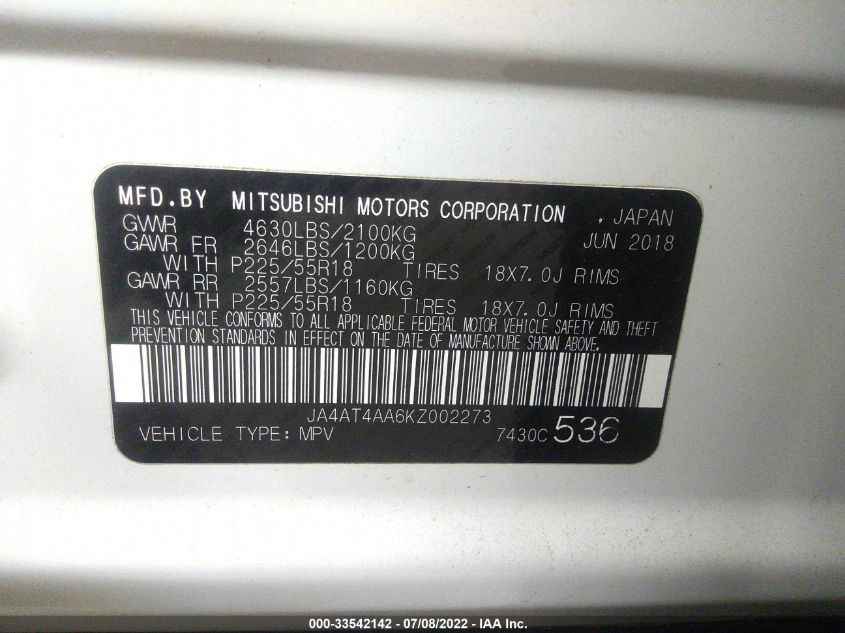 MFD.BY MITSUBISHI MOTORS CORPORATION , JAPAN
GVWR 4630LBS/2100KG JUN 2018
GAWR FR 2646LBS/1200KG
WITH P225/55R18 TIRES 18X7.0J RIMS
GAWR RR 2557LBS/1160KG
WITH P225/55R18 TIRES 18X7.0J RIMS
THIS VEHICLE CONFORMS TO ALL APPLICABLE FEDERAL MOTOR VEHICLE SAFETY AND THEFT
PREVENTION STANDARDS IN EFFECT ON THE DATE OF MANUFACTURE SHOWN ABOVE.
JA4AT4AA6KZ002273
VEHICLE TYPE: MPV 7430C 536
000-33542142 - 07/08/2022 - IAA Inc.